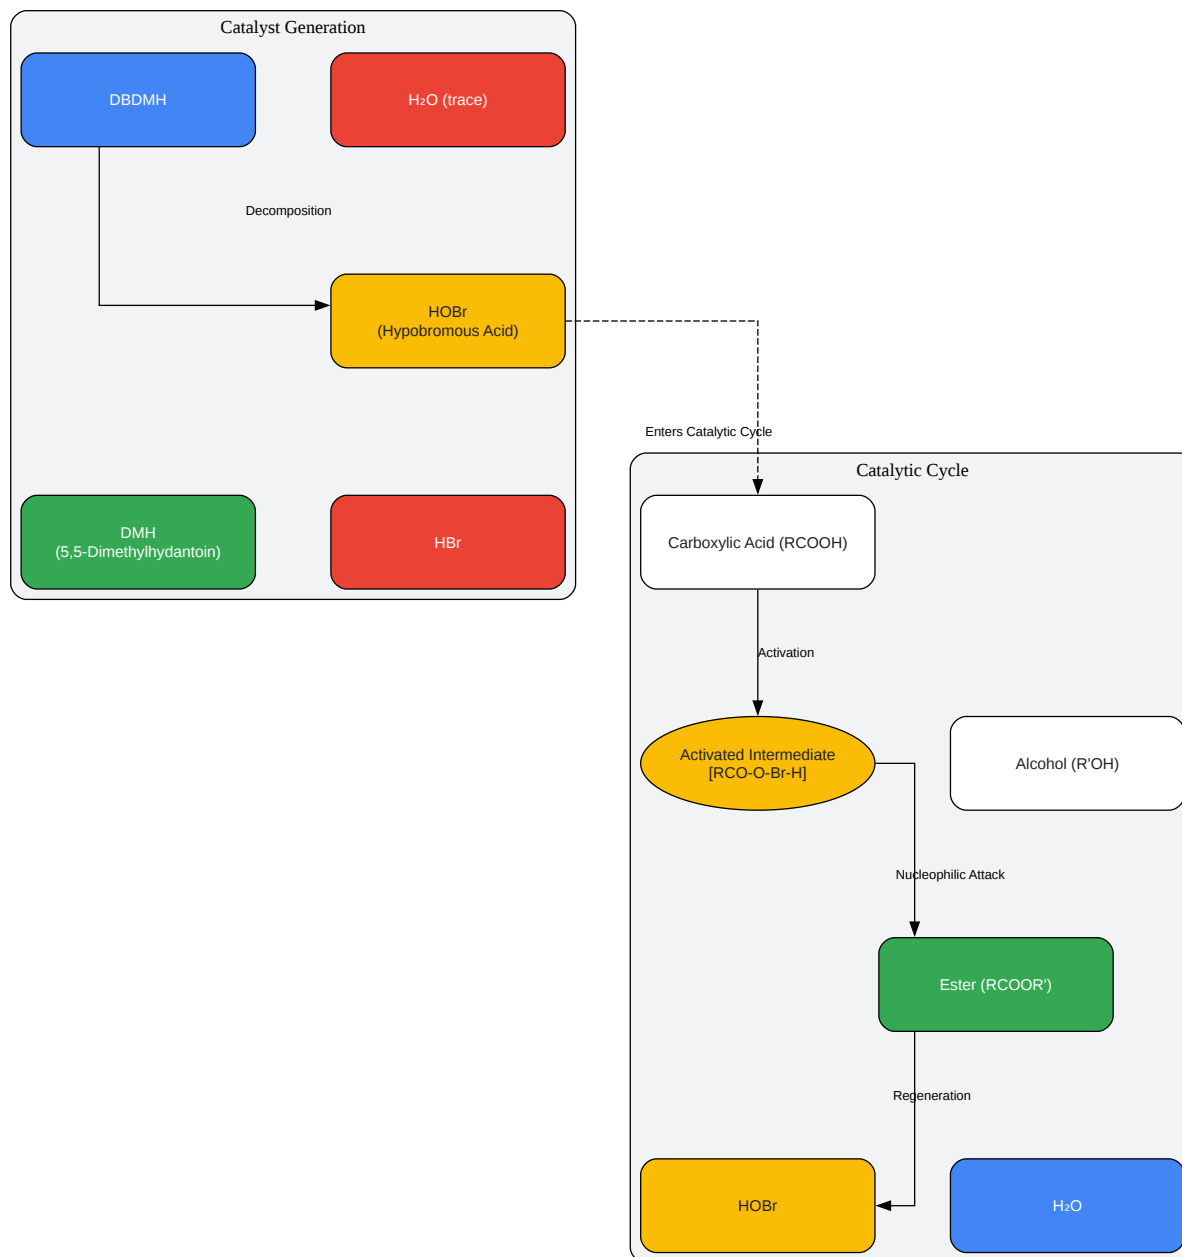 Catalyst Generation
DBDMH
H₂O (trace)
Decomposition
HOBr
(Hypobromous Acid)
Enters Catalytic Cycle
DMH
(5,5-Dimethylhydantoin)
HBr
Catalytic Cycle
Carboxylic Acid (RCOOH)
Activation
Activated Intermediate
[RCO-O-Br-H]
Alcohol (R'OH)
Nucleophilic Attack
Ester (RCOOR')
Regeneration
HOBr
H₂O